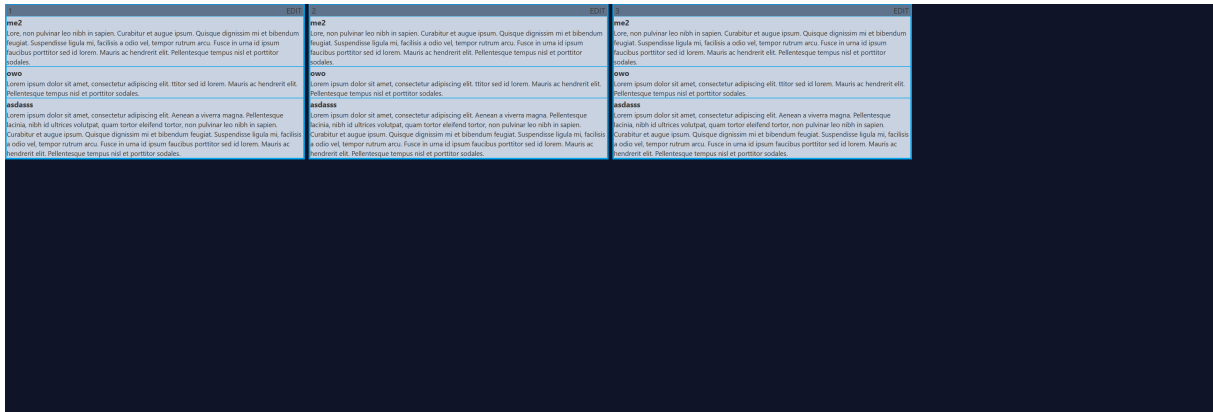 1 EDIT
me2
Lore, non pulvinar leo nibh in sapien. Curabitur et augue ipsum. Quisque dignissim mi et bibendum
feugiat. Suspendisse ligula mi, facilisis a odio vel, tempor rutrum arcu. Fusce in urna id ipsum
faucibus porttitor sed id lorem. Mauris ac hendrerit elit. Pellentesque tempus nisl et porttitor
sodales.
owo
Lorem ipsum dolor sit amet, consectetur adipiscing elit. ttitor sed id lorem. Mauris ac hendrerit elit.
Pellentesque tempus nisl et porttitor sodales.
asdasss
Lorem ipsum dolor sit amet, consectetur adipiscing elit. Aenean a viverra magna. Pellentesque
lacinia, nibh id ultrices volutpat, quam tortor eleifend tortor, non pulvinar leo nibh in sapien.
Curabitur et augue ipsum. Quisque dignissim mi et bibendum feugiat. Suspendisse ligula mi, facilisis
a odio vel, tempor rutrum arcu. Fusce in urna id ipsum faucibus porttitor sed id lorem. Mauris ac
hendrerit elit. Pellentesque tempus nisl et porttitor sodales.
2 EDIT
me2
Lore, non pulvinar leo nibh in sapien. Curabitur et augue ipsum. Quisque dignissim mi et bibendum
feugiat. Suspendisse ligula mi, facilisis a odio vel, tempor rutrum arcu. Fusce in urna id ipsum
faucibus porttitor sed id lorem. Mauris ac hendrerit elit. Pellentesque tempus nisl et porttitor
sodales.
owo
Lorem ipsum dolor sit amet, consectetur adipiscing elit. ttitor sed id lorem. Mauris ac hendrerit elit.
Pellentesque tempus nisl et porttitor sodales.
asdasss
Lorem ipsum dolor sit amet, consectetur adipiscing elit. Aenean a viverra magna. Pellentesque
lacinia, nibh id ultrices volutpat, quam tortor eleifend tortor, non pulvinar leo nibh in sapien.
Curabitur et augue ipsum. Quisque dignissim mi et bibendum feugiat. Suspendisse ligula mi, facilisis
a odio vel, tempor rutrum arcu. Fusce in urna id ipsum faucibus porttitor sed id lorem. Mauris ac
hendrerit elit. Pellentesque tempus nisl et porttitor sodales.
3 EDIT
me2
Lore, non pulvinar leo nibh in sapien. Curabitur et augue ipsum. Quisque dignissim mi et bibendum
feugiat. Suspendisse ligula mi, facilisis a odio vel, tempor rutrum arcu. Fusce in urna id ipsum
faucibus porttitor sed id lorem. Mauris ac hendrerit elit. Pellentesque tempus nisl et porttitor
sodales.
owo
Lorem ipsum dolor sit amet, consectetur adipiscing elit. ttitor sed id lorem. Mauris ac hendrerit elit.
Pellentesque tempus nisl et porttitor sodales.
asdasss
Lorem ipsum dolor sit amet, consectetur adipiscing elit. Aenean a viverra magna. Pellentesque
lacinia, nibh id ultrices volutpat, quam tortor eleifend tortor, non pulvinar leo nibh in sapien.
Curabitur et augue ipsum. Quisque dignissim mi et bibendum feugiat. Suspendisse ligula mi, facilisis
a odio vel, tempor rutrum arcu. Fusce in urna id ipsum faucibus porttitor sed id lorem. Mauris ac
hendrerit elit. Pellentesque tempus nisl et porttitor sodales.